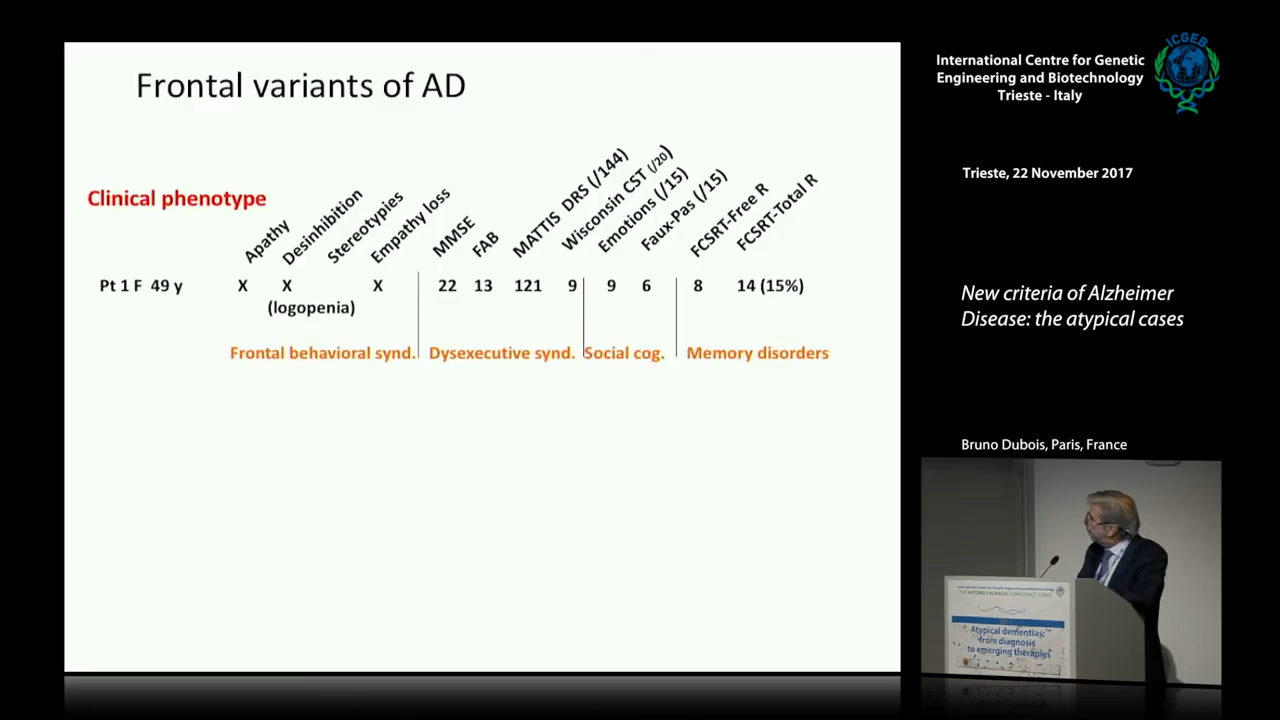 Frontal variants of AD
Clinical phenotype
Apathy
Desinhibition
Stereotypies
Empathy loss
MMSE
FAB
MATTIS DRS (/144)
Wisconsin CST (/20)
Emotions (/15)
Faux-Pas (/15)
FCSRT-Free R
FCSRT-Total R
Pt 1 F 49 y X X X 22 13 121 9 9 6 8 14 (15%)
(logopenia)
Frontal behavioral synd. Dysexecutive synd. Social cog. Memory disorders
ICGEB
International Centre for Genetic
Engineering and Biotechnology
Trieste - Italy
Trieste, 22 November 2017
New criteria of Alzheimer
Disease: the atypical cases
Bruno Dubois, Paris, France
Atypical dementias:
from diagnosis
to emerging therapies